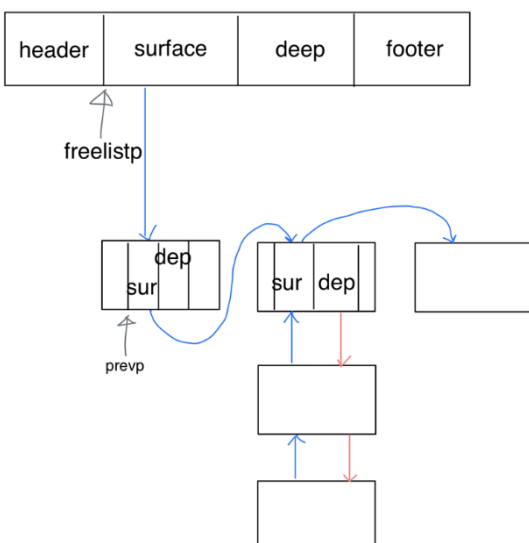 header surface deep footer
freelistp
dep
sur
sur dep
prevp